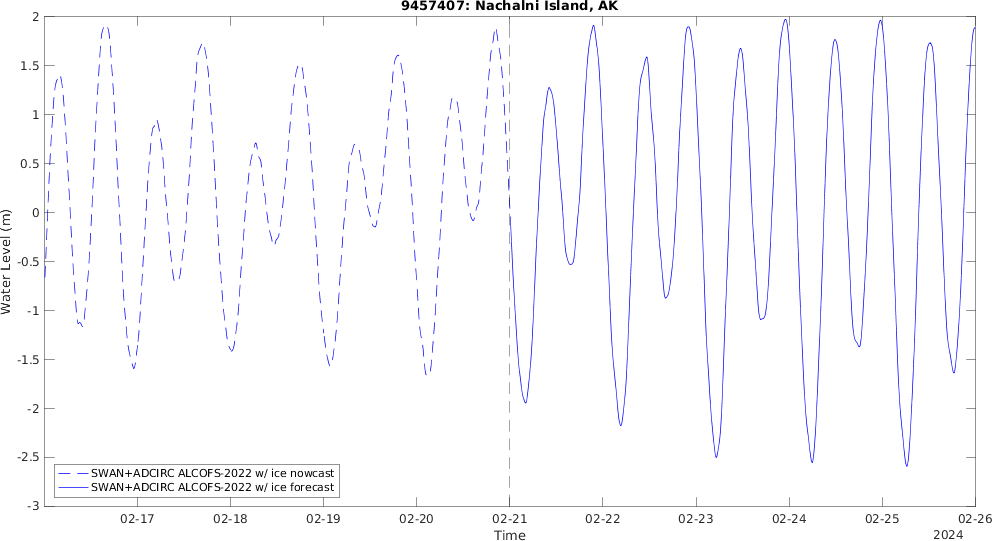 9457407: Nachalni Island, AK
Water Level (m)
2
1.5
1
0.5
0
-0.5
-1
-1.5
-2
-2.5
-3
SWAN+ADCIRC ALCOFS-2022 w/ ice nowcast
SWAN+ADCIRC ALCOFS-2022 w/ ice forecast
02-17 02-18 02-19 02-20 02-21 02-22 02-23 02-24 02-25 02-26
Time
2024